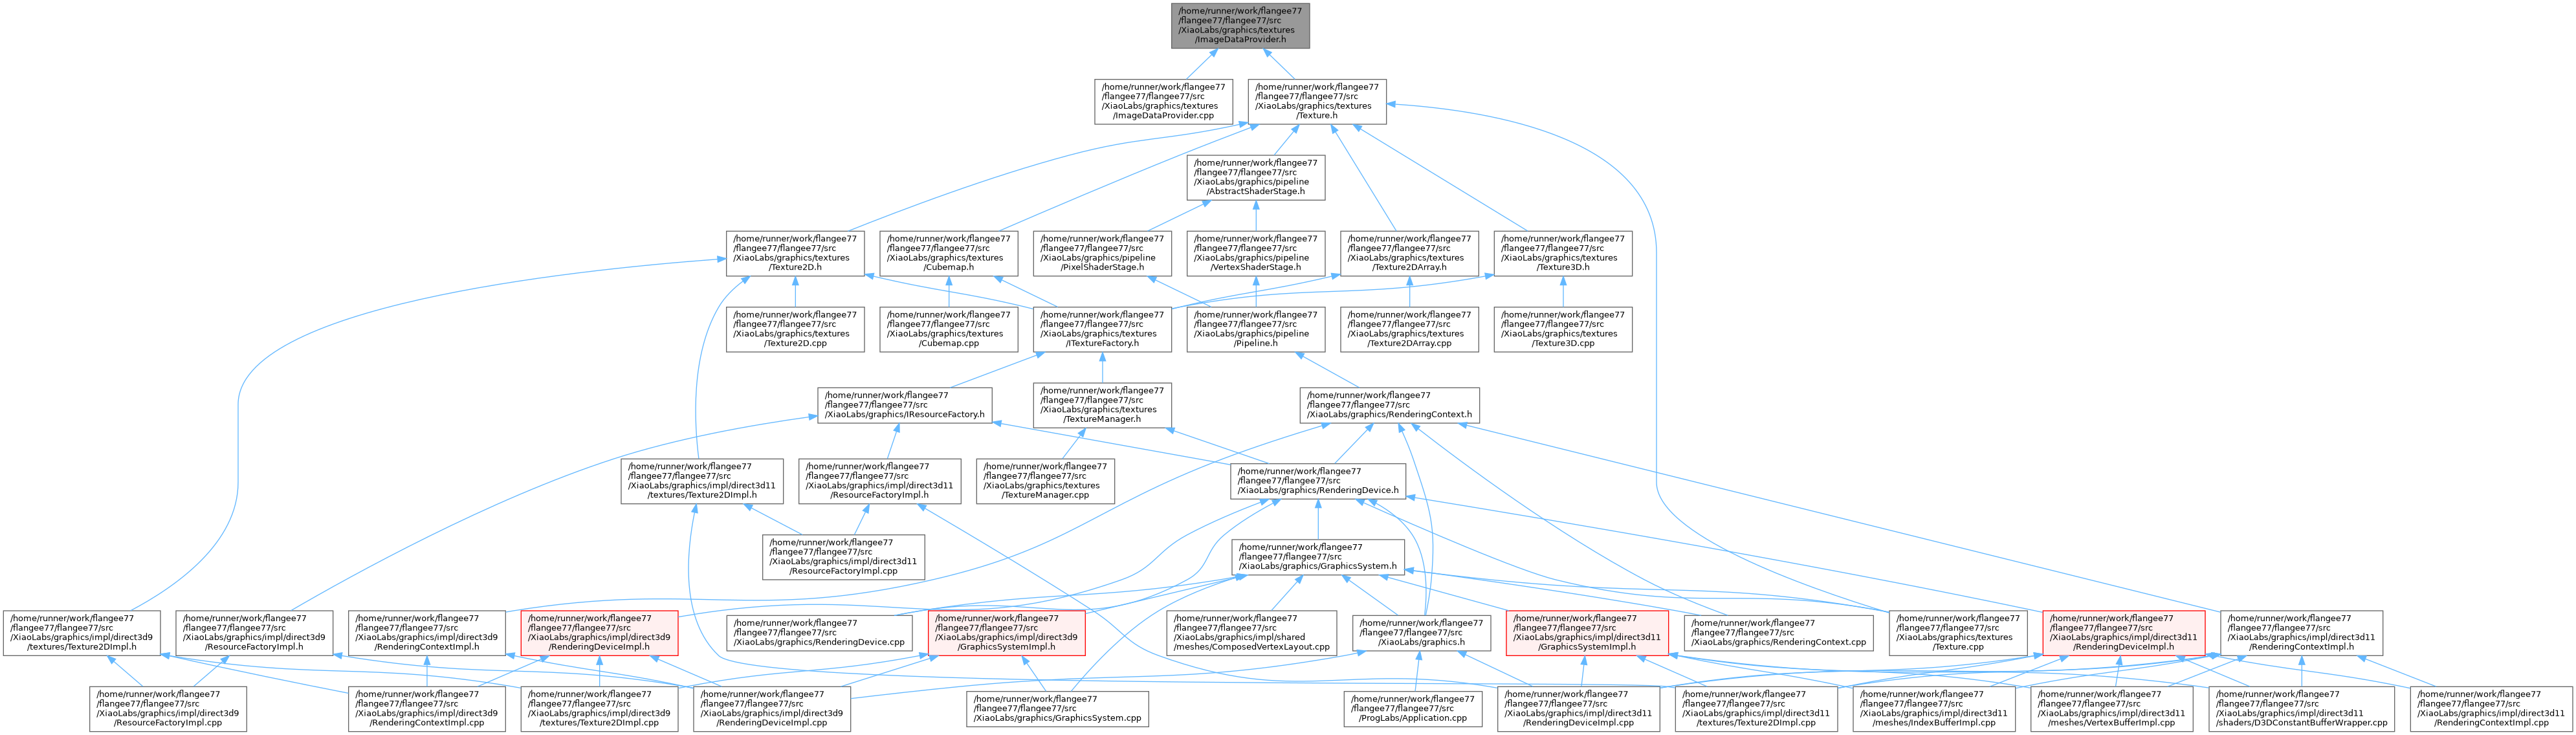 /home/runner/work/flangee77
/flangee77/flangee77/src
/XiaoLabs/graphics/textures
/ImageDataProvider.h
/home/runner/work/flangee77
/flangee77/flangee77/src
/XiaoLabs/graphics/textures
/ImageDataProvider.cpp
/home/runner/work/flangee77
/flangee77/flangee77/src
/XiaoLabs/graphics/textures
/Texture.h
/home/runner/work/flangee77
/flangee77/flangee77/src
/XiaoLabs/graphics/pipeline
/AbstractShaderStage.h
/home/runner/work/flangee77
/flangee77/flangee77/src
/XiaoLabs/graphics/textures
/Texture2D.h
/home/runner/work/flangee77
/flangee77/flangee77/src
/XiaoLabs/graphics/textures
/Cubemap.h
/home/runner/work/flangee77
/flangee77/flangee77/src
/XiaoLabs/graphics/pipeline
/PixelShaderStage.h
/home/runner/work/flangee77
/flangee77/flangee77/src
/XiaoLabs/graphics/pipeline
/VertexShaderStage.h
/home/runner/work/flangee77
/flangee77/flangee77/src
/XiaoLabs/graphics/textures
/Texture2DArray.h
/home/runner/work/flangee77
/flangee77/flangee77/src
/XiaoLabs/graphics/textures
/Texture3D.h
/home/runner/work/flangee77
/flangee77/flangee77/src
/XiaoLabs/graphics/textures
/Texture2D.cpp
/home/runner/work/flangee77
/flangee77/flangee77/src
/XiaoLabs/graphics/textures
/Cubemap.cpp
/home/runner/work/flangee77
/flangee77/flangee77/src
/XiaoLabs/graphics/textures
/ITextureFactory.h
/home/runner/work/flangee77
/flangee77/flangee77/src
/XiaoLabs/graphics/pipeline
/Pipeline.h
/home/runner/work/flangee77
/flangee77/flangee77/src
/XiaoLabs/graphics/textures
/Texture2DArray.cpp
/home/runner/work/flangee77
/flangee77/flangee77/src
/XiaoLabs/graphics/textures
/Texture3D.cpp
/home/runner/work/flangee77
/flangee77/flangee77/src
/XiaoLabs/graphics/IResourceFactory.h
/home/runner/work/flangee77
/flangee77/flangee77/src
/XiaoLabs/graphics/textures
/TextureManager.h
/home/runner/work/flangee77
/flangee77/flangee77/src
/XiaoLabs/graphics/RenderingContext.h
/home/runner/work/flangee77
/flangee77/flangee77/src
/XiaoLabs/graphics/impl/direct3d11
/textures/Texture2DImpl.h
/home/runner/work/flangee77
/flangee77/flangee77/src
/XiaoLabs/graphics/impl/direct3d11
/ResourceFactoryImpl.h
/home/runner/work/flangee77
/flangee77/flangee77/src
/XiaoLabs/graphics/textures
/TextureManager.cpp
/home/runner/work/flangee77
/flangee77/flangee77/src
/XiaoLabs/graphics/RenderingDevice.h
/home/runner/work/flangee77
/flangee77/flangee77/src
/XiaoLabs/graphics/impl/direct3d11
/ResourceFactoryImpl.cpp
/home/runner/work/flangee77
/flangee77/flangee77/src
/XiaoLabs/graphics/GraphicsSystem.h
/home/runner/work/flangee77
/flangee77/flangee77/src
/XiaoLabs/graphics/impl/direct3d9
/textures/Texture2DImpl.h
/home/runner/work/flangee77
/flangee77/flangee77/src
/XiaoLabs/graphics/impl/direct3d9
/ResourceFactoryImpl.h
/home/runner/work/flangee77
/flangee77/flangee77/src
/XiaoLabs/graphics/impl/direct3d9
/RenderingContextImpl.h
/home/runner/work/flangee77
/flangee77/flangee77/src
/XiaoLabs/graphics/impl/direct3d9
/RenderingDeviceImpl.h
/home/runner/work/flangee77
/flangee77/flangee77/src
/XiaoLabs/graphics/RenderingDevice.cpp
/home/runner/work/flangee77
/flangee77/flangee77/src
/XiaoLabs/graphics/impl/direct3d9
/GraphicsSystemImpl.h
/home/runner/work/flangee77
/flangee77/flangee77/src
/XiaoLabs/graphics/impl/shared
/meshes/ComposedVertexLayout.cpp
/home/runner/work/flangee77
/flangee77/flangee77/src
/XiaoLabs/graphics.h
/home/runner/work/flangee77
/flangee77/flangee77/src
/XiaoLabs/graphics/impl/direct3d11
/GraphicsSystemImpl.h
/home/runner/work/flangee77
/flangee77/flangee77/src
/XiaoLabs/graphics/RenderingContext.cpp
/home/runner/work/flangee77
/flangee77/flangee77/src
/XiaoLabs/graphics/textures
/Texture.cpp
/home/runner/work/flangee77
/flangee77/flangee77/src
/XiaoLabs/graphics/impl/direct3d11
/RenderingDeviceImpl.h
/home/runner/work/flangee77
/flangee77/flangee77/src
/XiaoLabs/graphics/impl/direct3d11
/RenderingContextImpl.h
/home/runner/work/flangee77
/flangee77/flangee77/src
/XiaoLabs/graphics/impl/direct3d9
/ResourceFactoryImpl.cpp
/home/runner/work/flangee77
/flangee77/flangee77/src
/XiaoLabs/graphics/impl/direct3d9
/RenderingContextImpl.cpp
/home/runner/work/flangee77
/flangee77/flangee77/src
/XiaoLabs/graphics/impl/direct3d9
/textures/Texture2DImpl.cpp
/home/runner/work/flangee77
/flangee77/flangee77/src
/XiaoLabs/graphics/impl/direct3d9
/RenderingDeviceImpl.cpp
/home/runner/work/flangee77
/flangee77/flangee77/src
/XiaoLabs/graphics/GraphicsSystem.cpp
/home/runner/work/flangee77
/flangee77/flangee77/src
/ProgLabs/Application.cpp
/home/runner/work/flangee77
/flangee77/flangee77/src
/XiaoLabs/graphics/impl/direct3d11
/RenderingDeviceImpl.cpp
/home/runner/work/flangee77
/flangee77/flangee77/src
/XiaoLabs/graphics/impl/direct3d11
/textures/Texture2DImpl.cpp
/home/runner/work/flangee77
/flangee77/flangee77/src
/XiaoLabs/graphics/impl/direct3d11
/meshes/IndexBufferImpl.cpp
/home/runner/work/flangee77
/flangee77/flangee77/src
/XiaoLabs/graphics/impl/direct3d11
/meshes/VertexBufferImpl.cpp
/home/runner/work/flangee77
/flangee77/flangee77/src
/XiaoLabs/graphics/impl/direct3d11
/shaders/D3DConstantBufferWrapper.cpp
/home/runner/work/flangee77
/flangee77/flangee77/src
/XiaoLabs/graphics/impl/direct3d11
/RenderingContextImpl.cpp